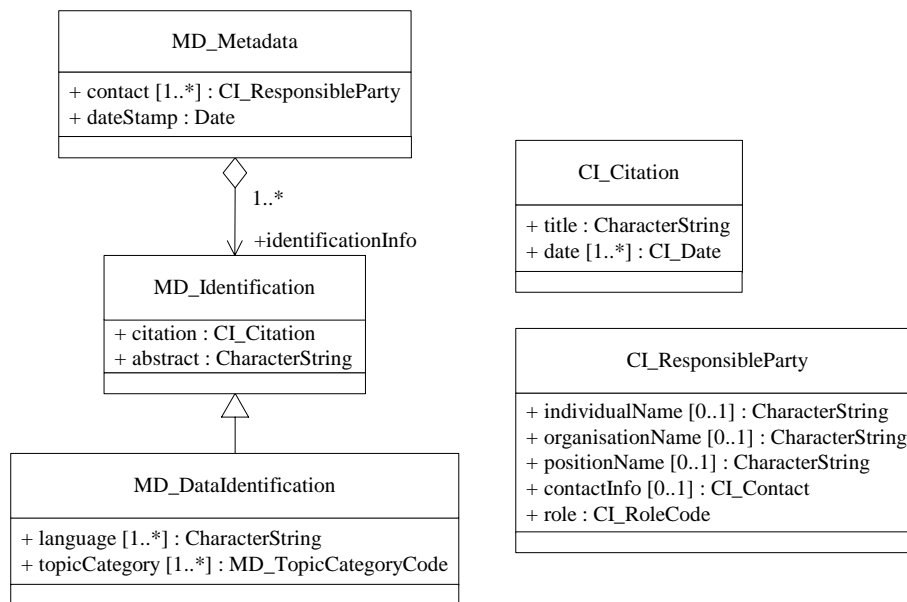 MD_Metadata
+ contact [1..*] : CI_ResponsibleParty
+ dateStamp : Date
1..*
+identificationInfo
MD_Identification
+ citation : CI_Citation
+ abstract : CharacterString
MD_DataIdentification
+ language [1..*] : CharacterString
+ topicCategory [1..*] : MD_TopicCategoryCode
CI_Citation
+ title : CharacterString
+ date [1..*] : CI_Date
CI_ResponsibleParty
+ individualName [0..1] : CharacterString
+ organisationName [0..1] : CharacterString
+ positionName [0..1] : CharacterString
+ contactInfo [0..1] : CI_Contact
+ role : CI_RoleCode